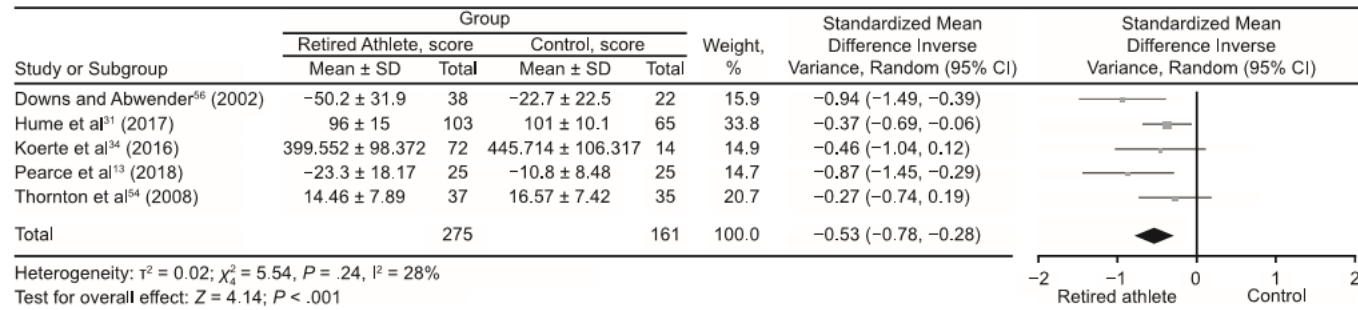 Group
Standardized Mean Difference Inverse Variance, Random (95% CI)
Standardized Mean Difference Inverse Variance, Random (95% CI)
Retired Athlete, score Control, score Weight, %
Study or Subgroup Mean ± SD Total Mean ± SD Total
Downs and Abwender⁵⁶ (2002) −50.2 ± 31.9 38 −22.7 ± 22.5 22 15.9 −0.94 (−1.49, −0.39)
Hume et al³¹ (2017) 96 ± 15 103 101 ± 10.1 65 33.8 −0.37 (−0.69, −0.06)
Koerte et al³⁴ (2016) 399.552 ± 98.372 72 445.714 ± 106.317 14 14.9 −0.46 (−1.04, 0.12)
Pearce et al¹³ (2018) −23.3 ± 18.17 25 −10.8 ± 8.48 25 14.7 −0.87 (−1.45, −0.29)
Thornton et al⁵⁴ (2008) 14.46 ± 7.89 37 16.57 ± 7.42 35 20.7 −0.27 (−0.74, 0.19)
Total 275 161 100.0 −0.53 (−0.78, −0.28)
Heterogeneity: τ² = 0.02; χ²₄ = 5.54, P = .24, I² = 28%
Test for overall effect: Z = 4.14; P < .001
−2 −1 0 1 2
Retired athlete Control